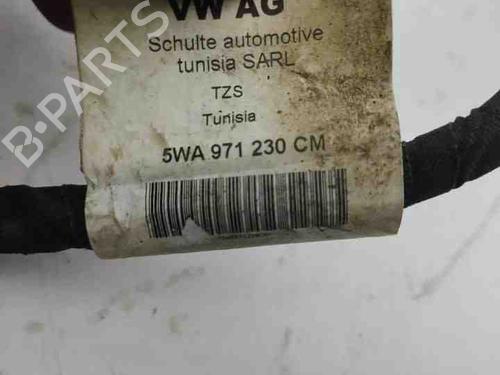 VW AG
Schulte automotive
tunisia SARL
TZS
Tunisia
5WA 971 230 CM
B-PARTS